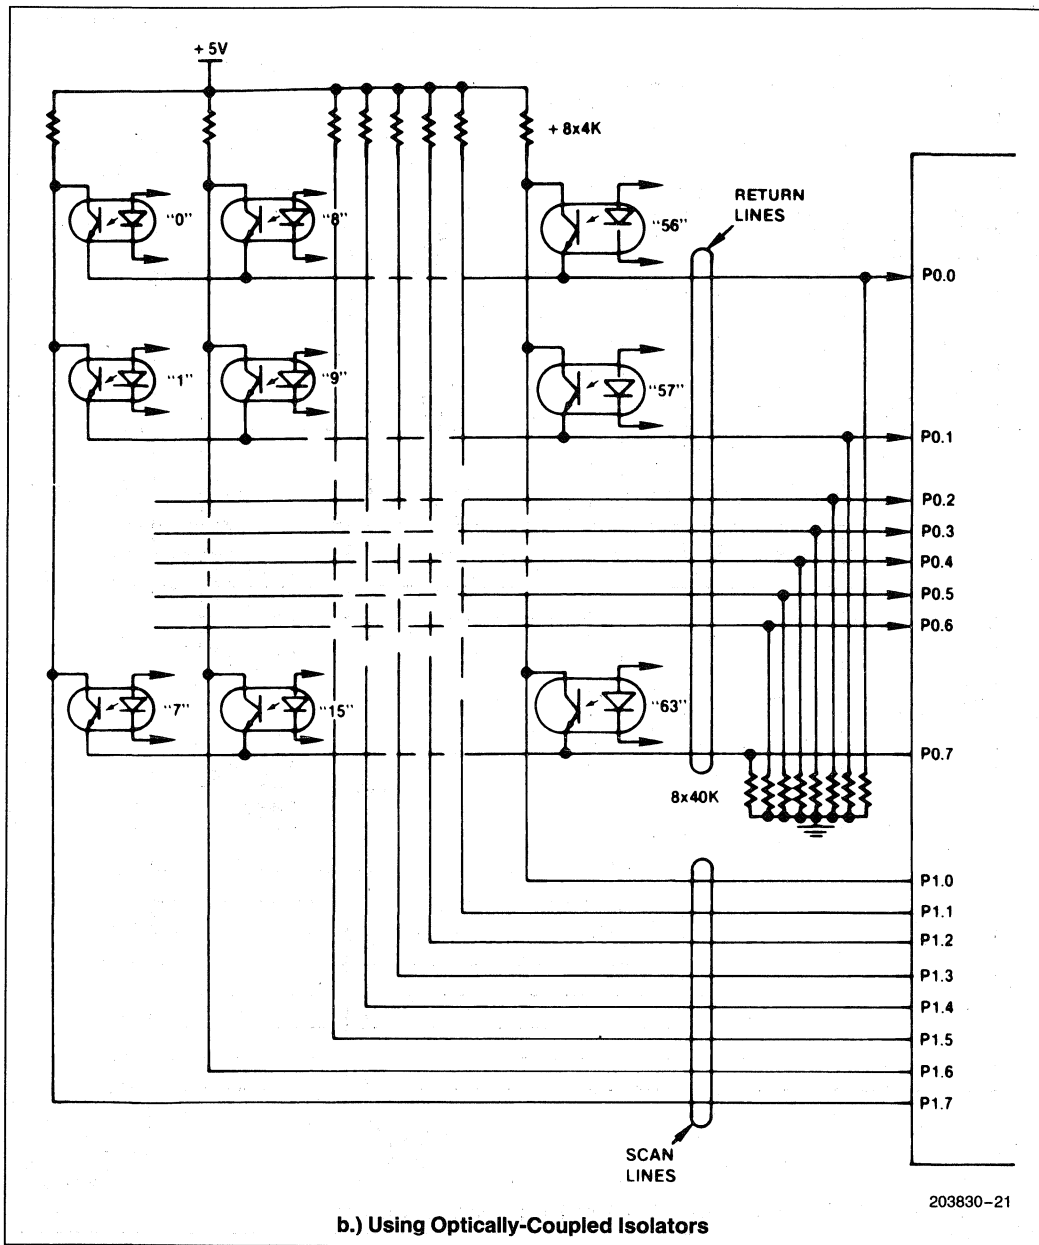 + 5V
+ 8x4K
RETURN
LINES
"0"
"8"
"56"
P0.0
"1"
"9"
"57"
P0.1
P0.2
P0.3
P0.4
P0.5
P0.6
"7"
"15"
"63"
P0.7
8x40K
P1.0
P1.1
P1.2
P1.3
P1.4
P1.5
P1.6
P1.7
SCAN
LINES
203830-21
b.) Using Optically-Coupled Isolators